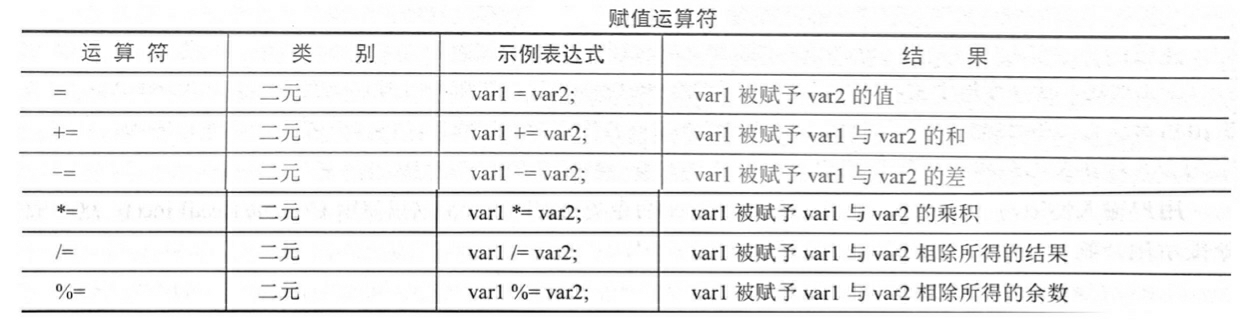 赋值运算符
运 算 符 类 别 示例表达式 结 果
= 二元 var1 = var2; var1 被赋予 var2 的值
+= 二元 var1 += var2; var1 被赋予 var1 与 var2 的和
-= 二元 var1 -= var2; var1 被赋予 var1 与 var2 的差
*= 二元 var1 *= var2; var1 被赋予 var1 与 var2 的乘积
/= 二元 var1 /= var2; var1 被赋予 var1 与 var2 相除所得的结果
%= 二元 var1 %= var2; var1 被赋予 var1 与 var2 相除所得的余数